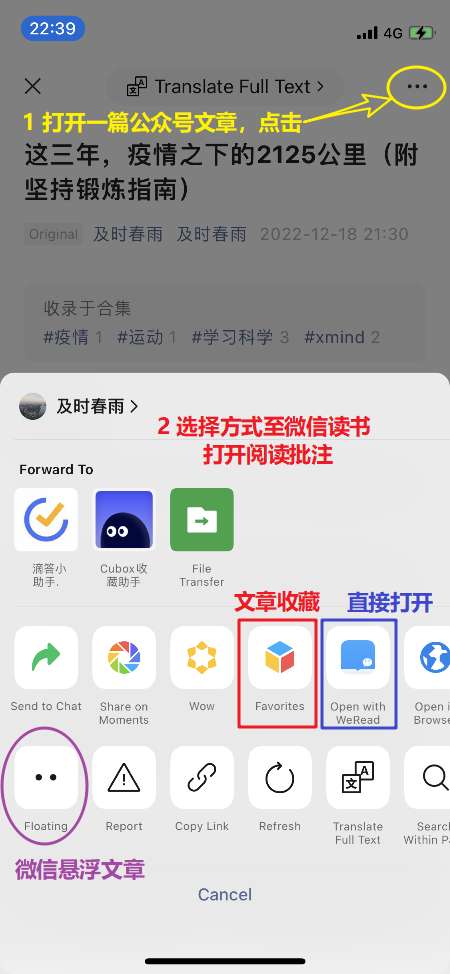 22:39
4G
Translate Full Text
1 打开一篇公众号文章，点击
这三年，疫情之下的2125公里（附
坚持锻炼指南）
Original 及时春雨 及时春雨 2022-12-18 21:30
收录于合集
#疫情 1 #运动 1 #学习科学 3 #xmind 2
及时春雨
2 选择方式至微信读书
打开阅读批注
Forward To
滴答小
助手.
Cubox收
藏助手
File
Transfer
文章收藏
直接打开
Send to Chat
Share on
Moments
Wow
Favorites
Open with
WeRead
Open i
Browse
Floating
Report
Copy Link
Refresh
Translate
Full Text
Searc
Within P
微信悬浮文章
Cancel